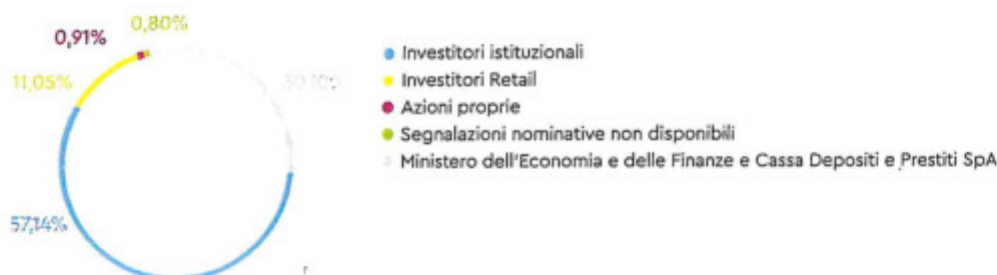 0,80%
0,91%
11,05%
57,14%
Investitori istituzionali
Investitori Retail
Azioni proprie
Segnalazioni nominative non disponibili
Ministero dell'Economia e delle Finanze e Cassa Depositi e Prestiti SpA